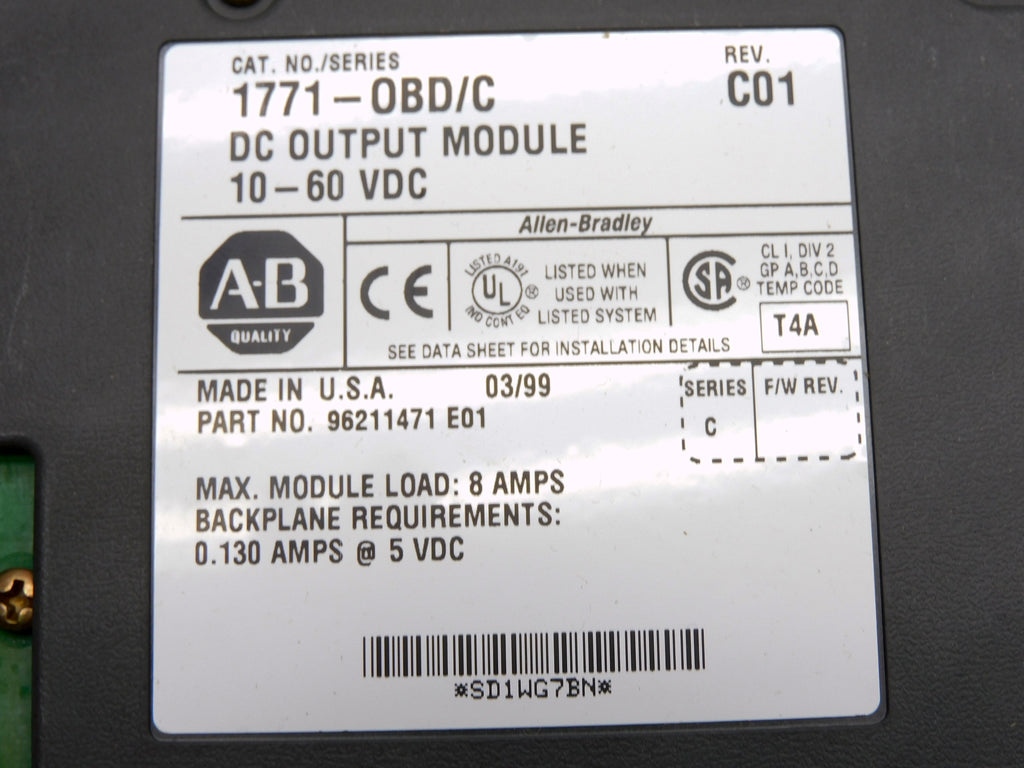 CAT. NO./SERIES
REV.
1771-OBD/C
C01
DC OUTPUT MODULE
10-60 VDC
Allen-Bradley
A-B
QUALITY
CE
LISTED A197
UL
®
IND CONT EQ
LISTED WHEN
USED WITH
LISTED SYSTEM
SA
®
CL I, DIV 2
GP A,B,C,D
TEMP CODE
T4A
SEE DATA SHEET FOR INSTALLATION DETAILS
MADE IN U.S.A. 03/99
PART NO. 96211471 E01
SERIES
C
F/W REV.
MAX. MODULE LOAD: 8 AMPS
BACKPLANE REQUIREMENTS:
0.130 AMPS @ 5 VDC
*SD1WG7BN*